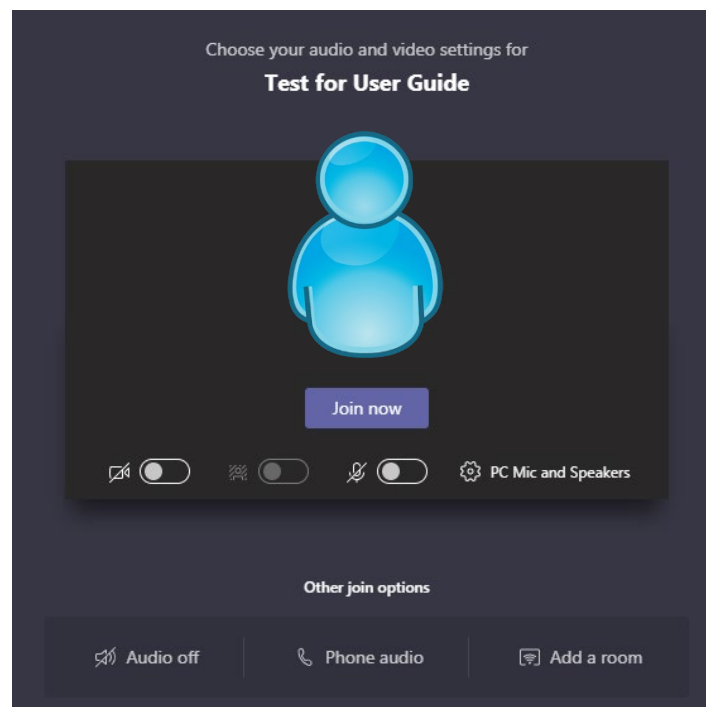 Choose your audio and video settings for
Test for User Guide
Join now
PC Mic and Speakers
Other join options
Audio off
Phone audio
Add a room